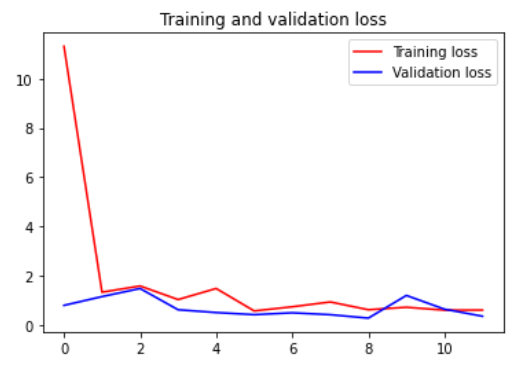 Training and validation loss
Training loss
Validation loss
10
8
6
4
2
0
0 2 4 6 8 10